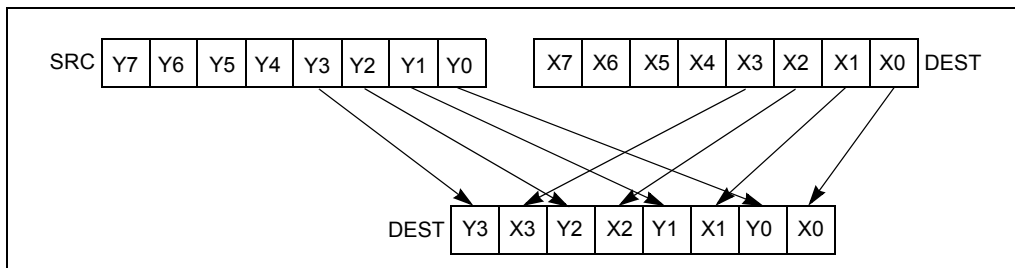 SRC Y7 Y6 Y5 Y4 Y3 Y2 Y1 Y0 X7 X6 X5 X4 X3 X2 X1 X0 DEST
DEST Y3 X3 Y2 X2 Y1 X1 Y0 X0